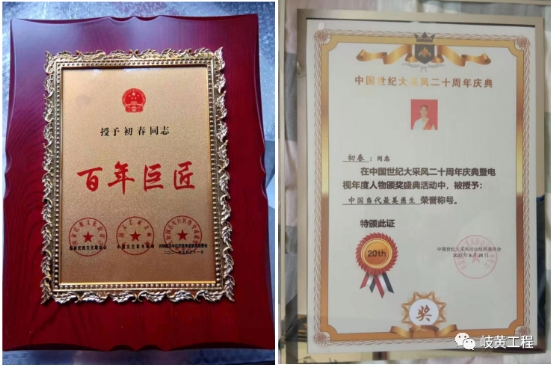 授予初春同志
百年巨匠
中国世纪大采风二十周年庆典
初春：同志
在中国世纪大采风二十周年庆典暨电
视年度人物颁奖盛典活动中，被授予：
中国当代最美医生 荣誉称号。
特颁此证
20th
奖
岐黄工程